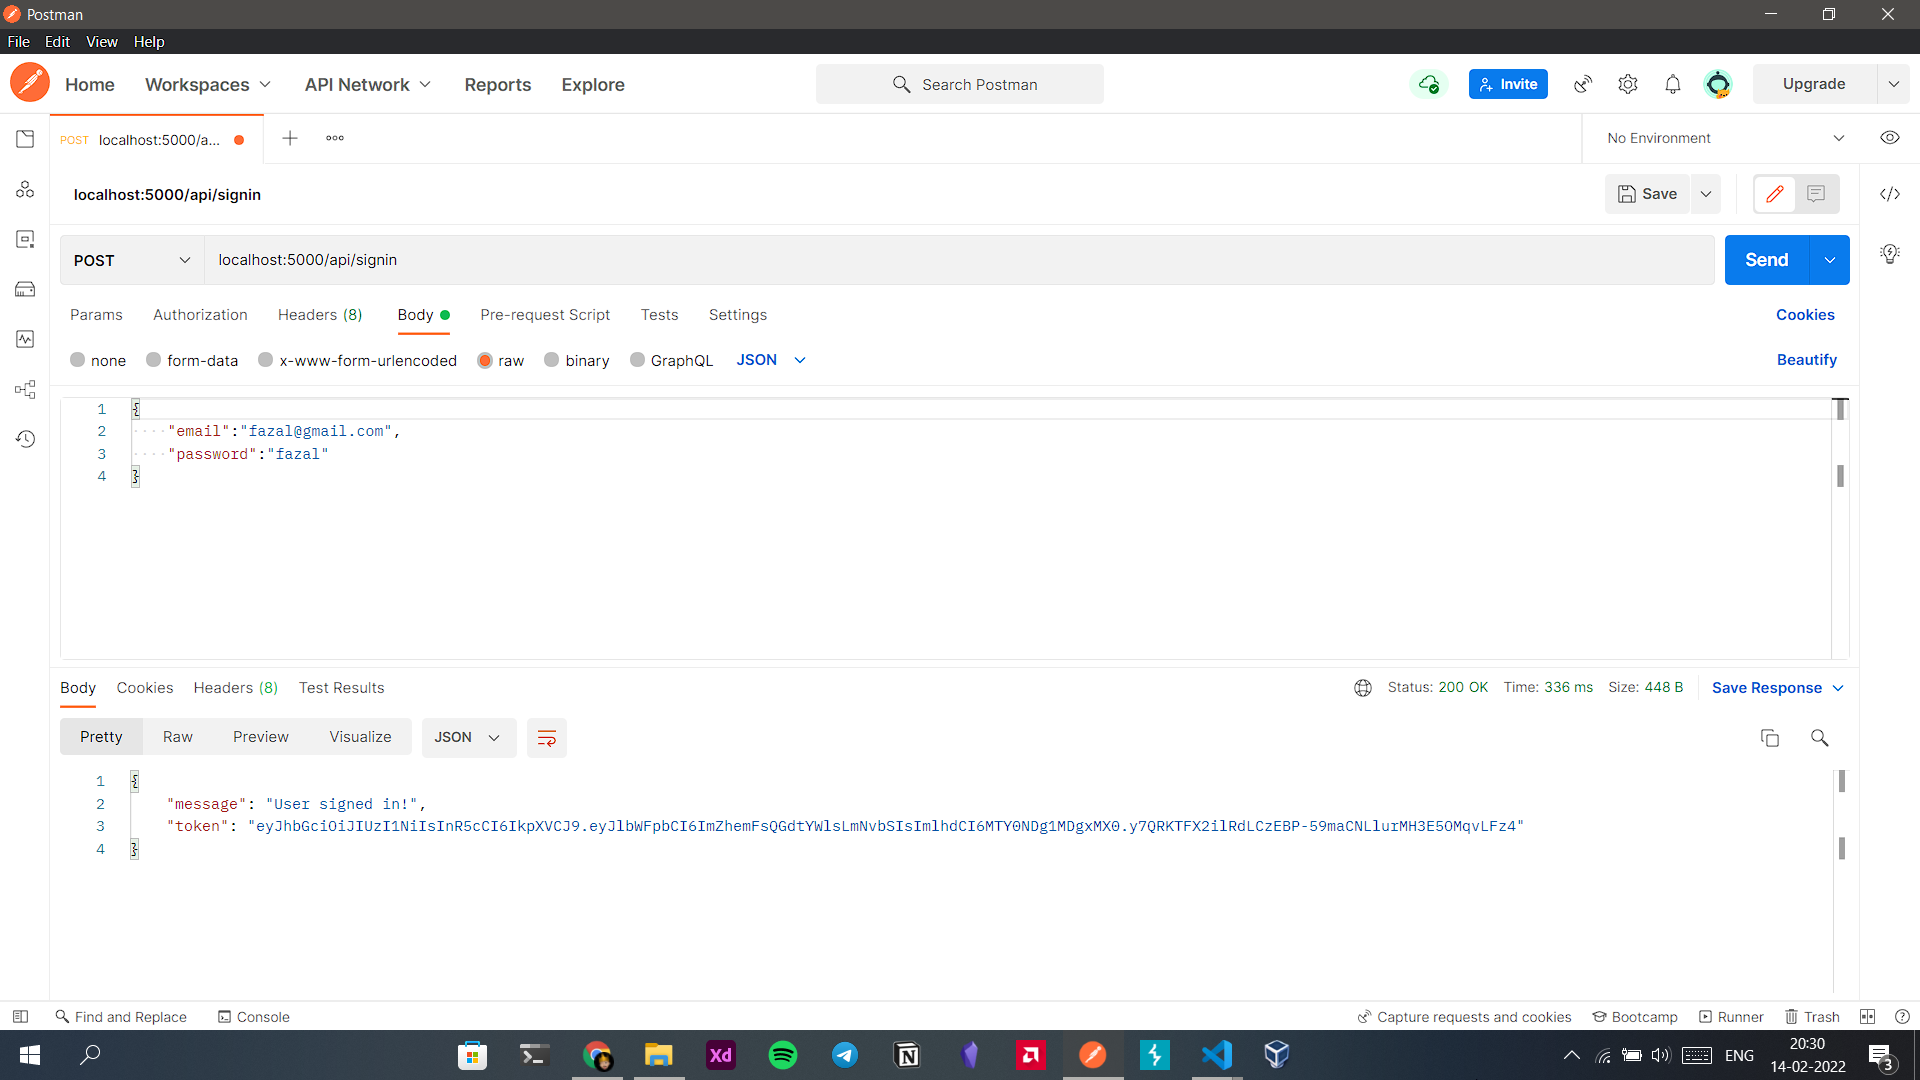 Postman
File Edit View Help
Home Workspaces API Network Reports Explore Search Postman Invite Upgrade
POST localhost:5000/a... No Environment
localhost:5000/api/signin Save
POST localhost:5000/api/signin Send
Params Authorization Headers (8) Body Pre-request Script Tests Settings Cookies
none form-data x-www-form-urlencoded raw binary GraphQL JSON Beautify
1 {
2 "email":"fazal@gmail.com",
3 "password":"fazal"
4 }
Body Cookies Headers (8) Test Results Status: 200 OK Time: 336 ms Size: 448 B Save Response
Pretty Raw Preview Visualize JSON
1 {
2 "message": "User signed in!",
3 "token": "eyJhbGciOiJIUzI1NiIsInR5cCI6IkpXVCJ9.eyJlbWFpbCI6ImZhemFsQGdtYWlsLmNvbSIsImlhdCI6MTY0NDg1MDgxMX0.y7QRKTFX2ilRdLCzEBP-59maCNLlurMH3E5OMqvLFz4"
4 }
Find and Replace Console Capture requests and cookies Bootcamp Runner Trash
Xd N ENG 20:30
14-02-2022 3